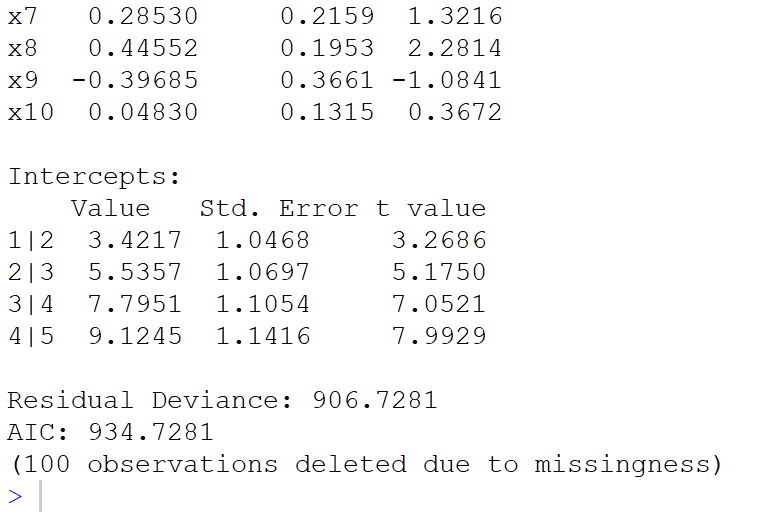 x7 0.28530 0.2159 1.3216
x8 0.44552 0.1953 2.2814
x9 -0.39685 0.3661 -1.0841
x10 0.04830 0.1315 0.3672
Intercepts:
Value Std. Error t value
1|2 3.4217 1.0468 3.2686
2|3 5.5357 1.0697 5.1750
3|4 7.7951 1.1054 7.0521
4|5 9.1245 1.1416 7.9929
Residual Deviance: 906.7281
AIC: 934.7281
(100 observations deleted due to missingness)
>